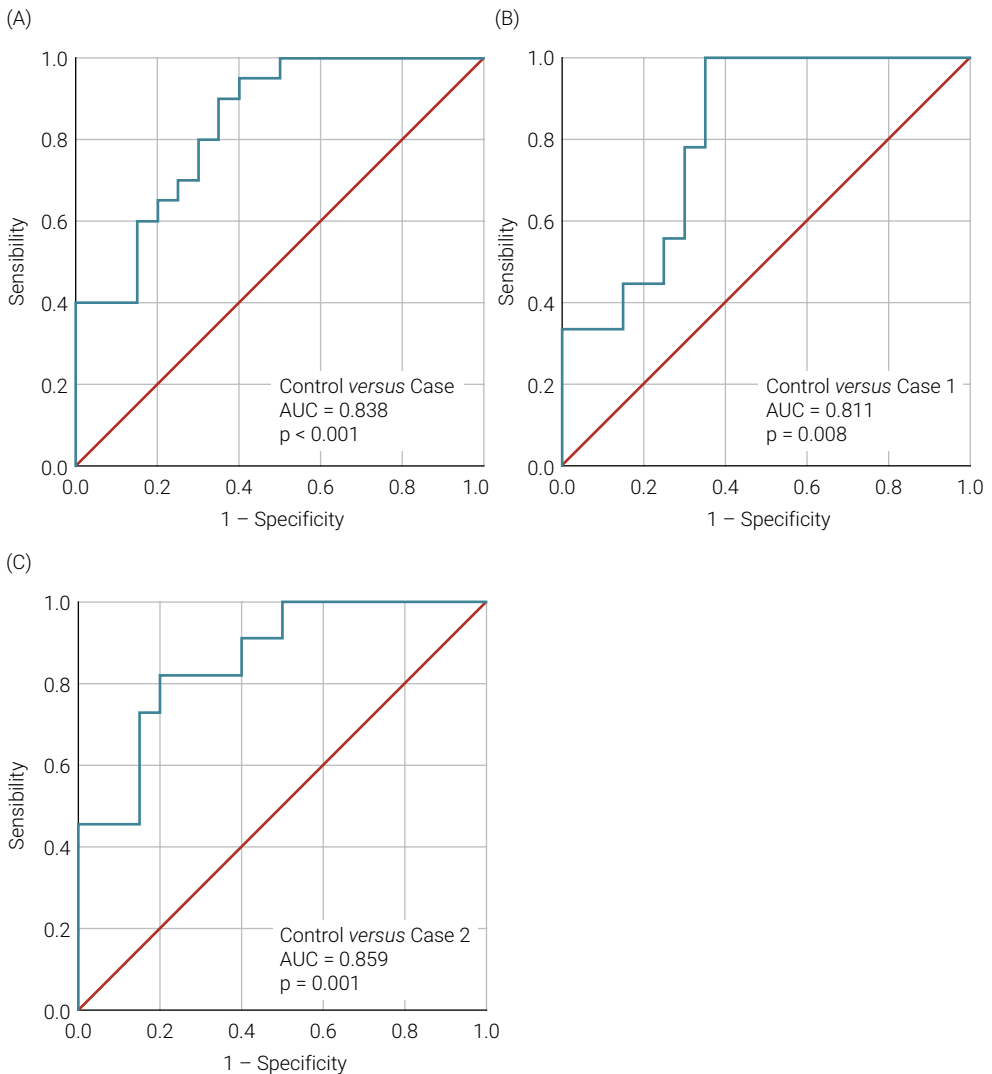 (A)
1.0
0.8
0.6
0.4
0.2
0.0
Sensibility
Control versus Case
AUC = 0.838
p < 0.001
0.0 0.2 0.4 0.6 0.8 1.0
1 – Specificity
(B)
1.0
0.8
0.6
0.4
0.2
0.0
Sensibility
Control versus Case 1
AUC = 0.811
p = 0.008
0.0 0.2 0.4 0.6 0.8 1.0
1 – Specificity
(C)
1.0
0.8
0.6
0.4
0.2
0.0
Sensibility
Control versus Case 2
AUC = 0.859
p = 0.001
0.0 0.2 0.4 0.6 0.8 1.0
1 – Specificity